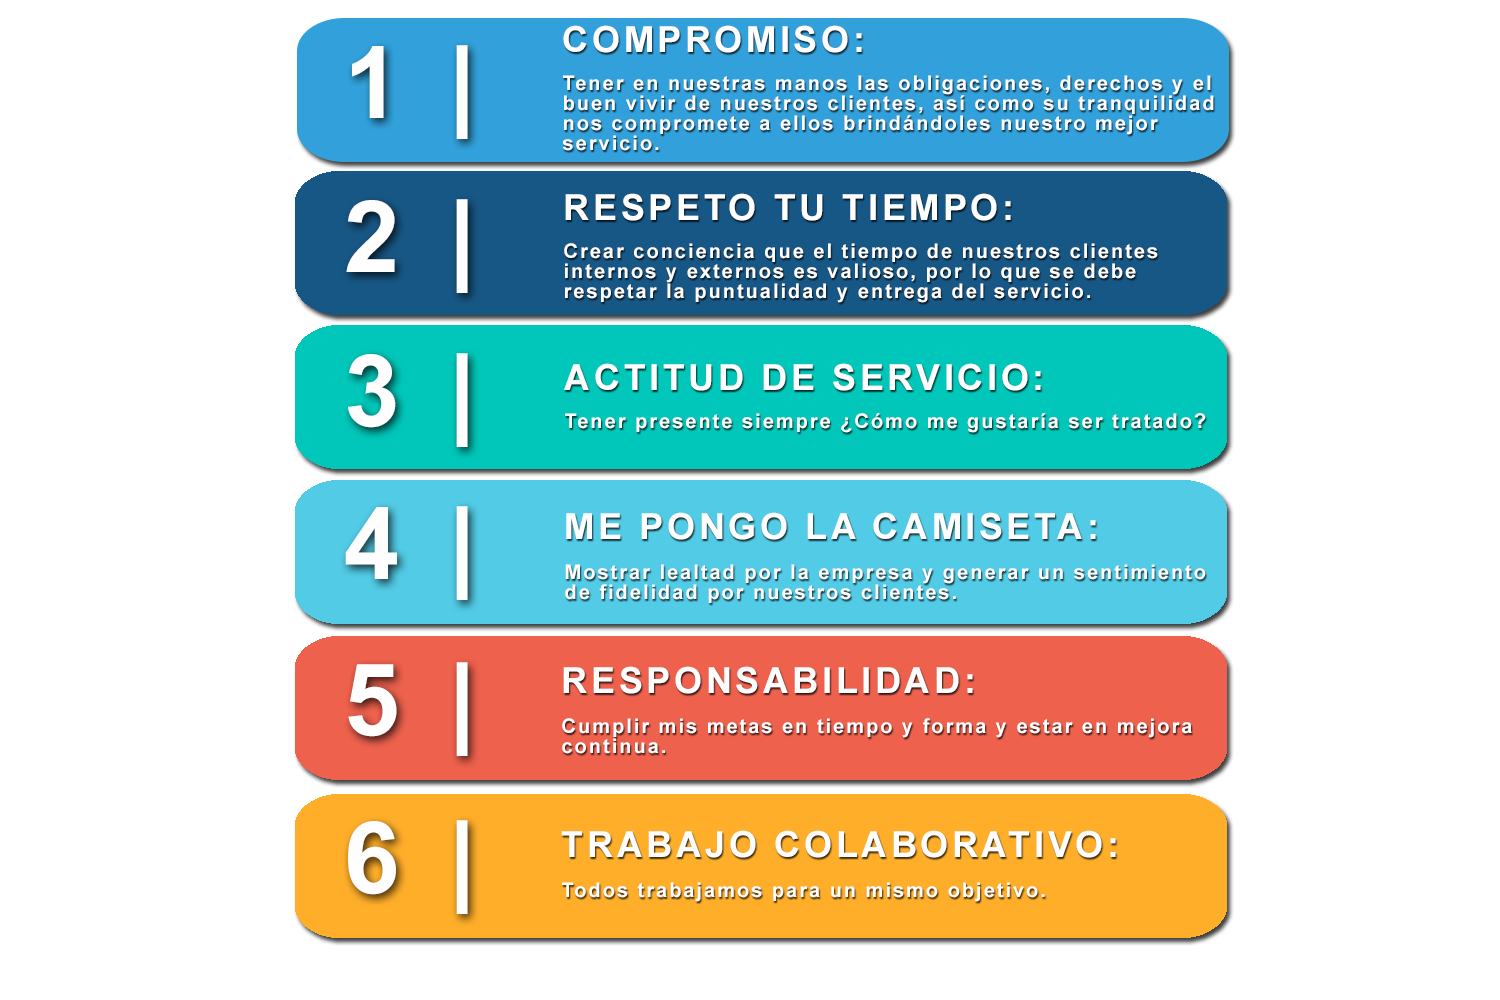 1
COMPROMISO:
Tener en nuestras manos las obligaciones, derechos y el
buen vivir de nuestros clientes, así como su tranquilidad
nos compromete a ellos brindándoles nuestro mejor
servicio.
2
RESPETO TU TIEMPO:
Crear conciencia que el tiempo de nuestros clientes
internos y externos es valioso, por lo que se debe
respetar la puntualidad y entrega del servicio.
3
ACTITUD DE SERVICIO:
Tener presente siempre ¿Cómo me gustaría ser tratado?
4
ME PONGO LA CAMISETA:
Mostrar lealtad por la empresa y generar un sentimiento
de fidelidad por nuestros clientes.
5
RESPONSABILIDAD:
Cumplir mis metas en tiempo y forma y estar en mejora
continua.
6
TRABAJO COLABORATIVO:
Todos trabajamos para un mismo objetivo.